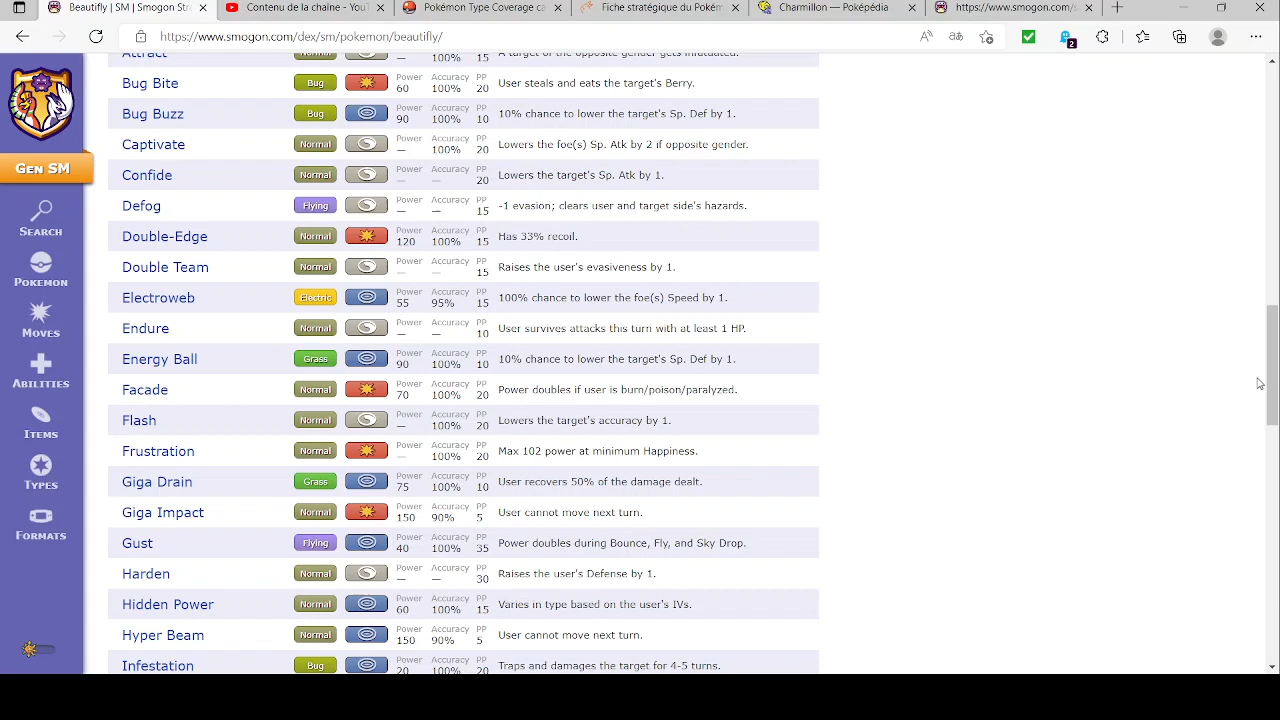 Beautifly | SM | Smogon Stra
Contenu de la chaîne - YouT
Pokémon Type Coverage ca
Fiche stratégique du Pokém
Charmillon — Poképédia
https://www.smogon.com/s
https://www.smogon.com/dex/sm/pokemon/beautifly/
2
GEN SM
SEARCH
POKEMON
MOVES
ABILITIES
ITEMS
TYPES
FORMATS
Attract Normal — 100% 15 A target of the opposite gender gets infatuated.
Bug Bite Bug Power 60 Accuracy 100% PP 20 User steals and eats the target's Berry.
Bug Buzz Bug Power 90 Accuracy 100% PP 10 10% chance to lower the target's Sp. Def by 1.
Captivate Normal Power — Accuracy 100% PP 20 Lowers the foe(s) Sp. Atk by 2 if opposite gender.
Confide Normal Power — Accuracy — PP 20 Lowers the target's Sp. Atk by 1.
Defog Flying Power — Accuracy — PP 15 -1 evasion; clears user and target side's hazards.
Double-Edge Normal Power 120 Accuracy 100% PP 15 Has 33% recoil.
Double Team Normal Power — Accuracy — PP 15 Raises the user's evasiveness by 1.
Electroweb Electric Power 55 Accuracy 95% PP 15 100% chance to lower the foe(s) Speed by 1.
Endure Normal Power — Accuracy — PP 10 User survives attacks this turn with at least 1 HP.
Energy Ball Grass Power 90 Accuracy 100% PP 10 10% chance to lower the target's Sp. Def by 1.
Facade Normal Power 70 Accuracy 100% PP 20 Power doubles if user is burn/poison/paralyzed.
Flash Normal Power — Accuracy 100% PP 20 Lowers the target's accuracy by 1.
Frustration Normal Power — Accuracy 100% PP 20 Max 102 power at minimum Happiness.
Giga Drain Grass Power 75 Accuracy 100% PP 10 User recovers 50% of the damage dealt.
Giga Impact Normal Power 150 Accuracy 90% PP 5 User cannot move next turn.
Gust Flying Power 40 Accuracy 100% PP 35 Power doubles during Bounce, Fly, and Sky Drop.
Harden Normal Power — Accuracy — PP 30 Raises the user's Defense by 1.
Hidden Power Normal Power 60 Accuracy 100% PP 15 Varies in type based on the user's IVs.
Hyper Beam Normal Power 150 Accuracy 90% PP 5 User cannot move next turn.
Infestation Bug Power 20 Accuracy 100% PP 20 Traps and damages the target for 4-5 turns.